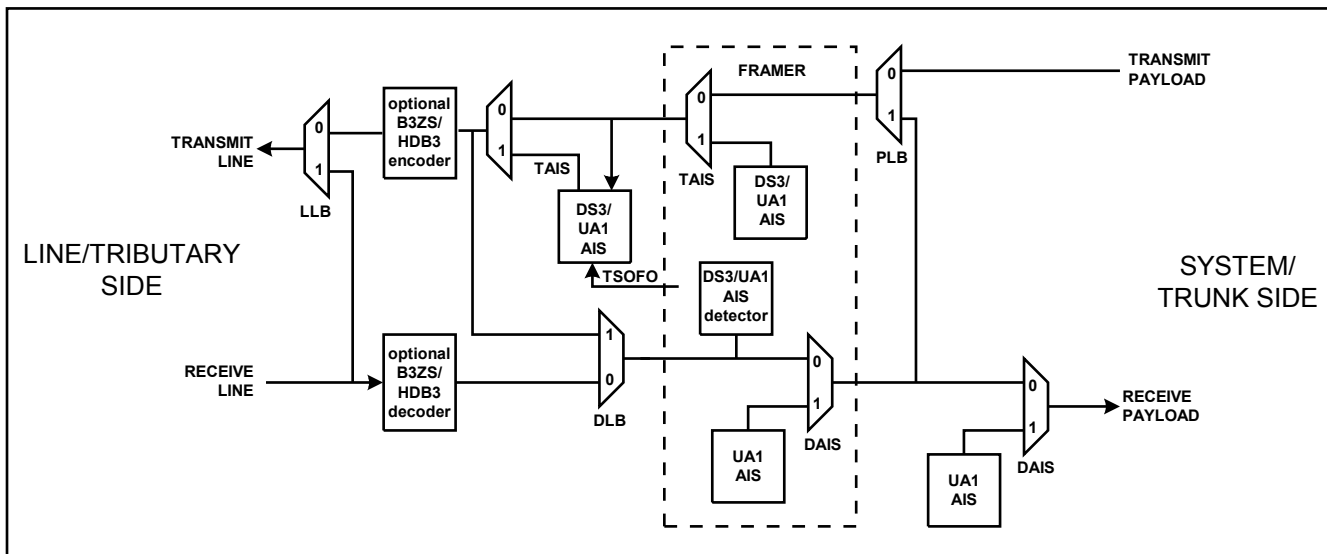 FRAMER
TRANSMIT
PAYLOAD
0
1
PLB
optional
B3ZS/
HDB3
encoder
0
1
TAIS
0
1
TAIS
TRANSMIT
LINE
0
1
LLB
DS3/
UA1
AIS
DS3/
UA1
AIS
LINE/TRIBUTARY
SIDE
TSOFO
DS3/UA1
AIS
detector
SYSTEM/
TRUNK SIDE
RECEIVE
LINE
optional
B3ZS/
HDB3
decoder
1
0
DLB
0
1
DAIS
UA1
AIS
0
1
DAIS
UA1
AIS
RECEIVE
PAYLOAD